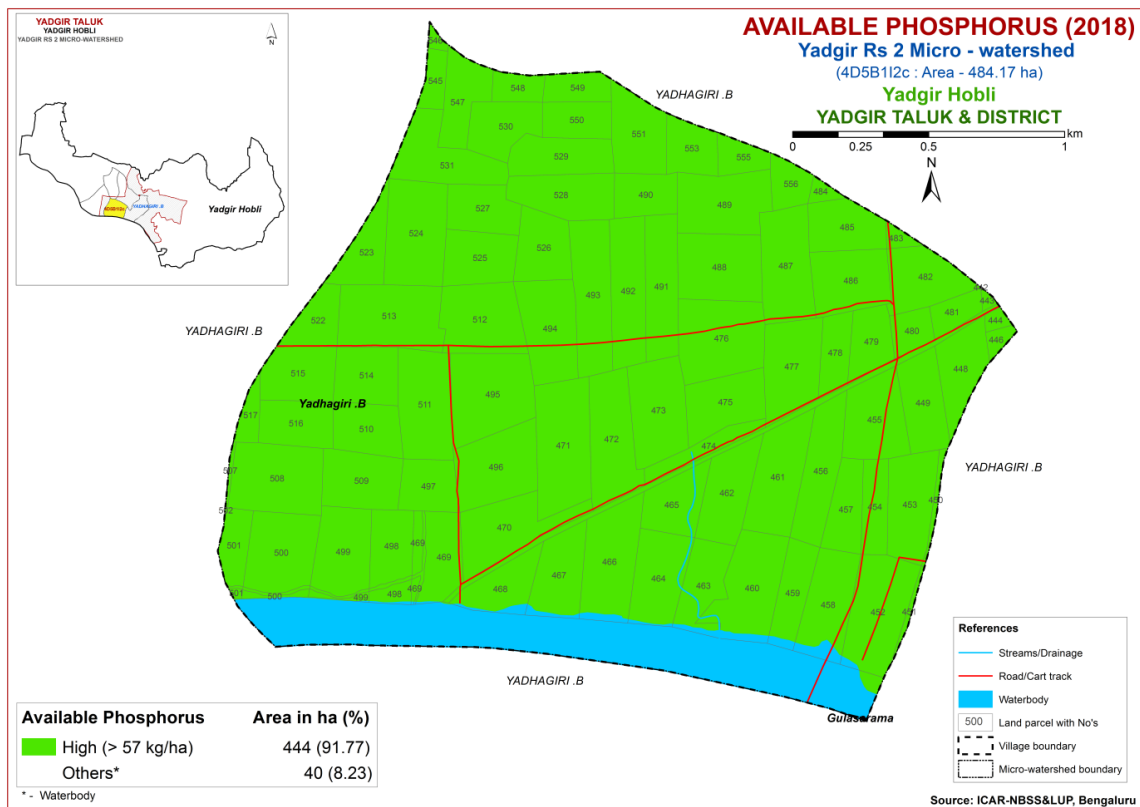 YADGIR TALUK
YADGIR HOBLI
YADGIR RS 2 MICRO-WATERSHED
N
4D5B1I2c
YADHAGIRI .B
Yadgir Hobli
AVAILABLE PHOSPHORUS (2018)
Yadgir Rs 2 Micro - watershed
(4D5B1I2c : Area - 484.17 ha)
Yadgir Hobli
YADGIR TALUK & DISTRICT
km
0 0.25 0.5 1
N
YADHAGIRI .B
546
545 548 549
547
530 550
551
553
555
529
531
556
484
528 490
489
527
485
483
524
526
523
525
488 487
486
482
442
493 492 491
443
481
444
522
513
512
494
YADHAGIRI .B
476
480
446
479
478
477
448
515 514
495
511
475
449
Yadhagiri .B
473
455
517
516 510
472
471
474
496
507
508 509
497
461 456
YADHAGIRI .B
462
450
465
457 454 453
502
470
501
500 499 498 469 469
466
467
464
463
460
459
458
468
501 500 499 498 469
452 451
YADHAGIRI .B
Gulasarama
References
Streams/Drainage
Road/Cart track
Waterbody
500 Land parcel with No's
Village boundary
Micro-watershed boundary
Available Phosphorus Area in ha (%)
High (> 57 kg/ha) 444 (91.77)
Others* 40 (8.23)
* - Waterbody
Source: ICAR-NBSS&LUP, Bengaluru